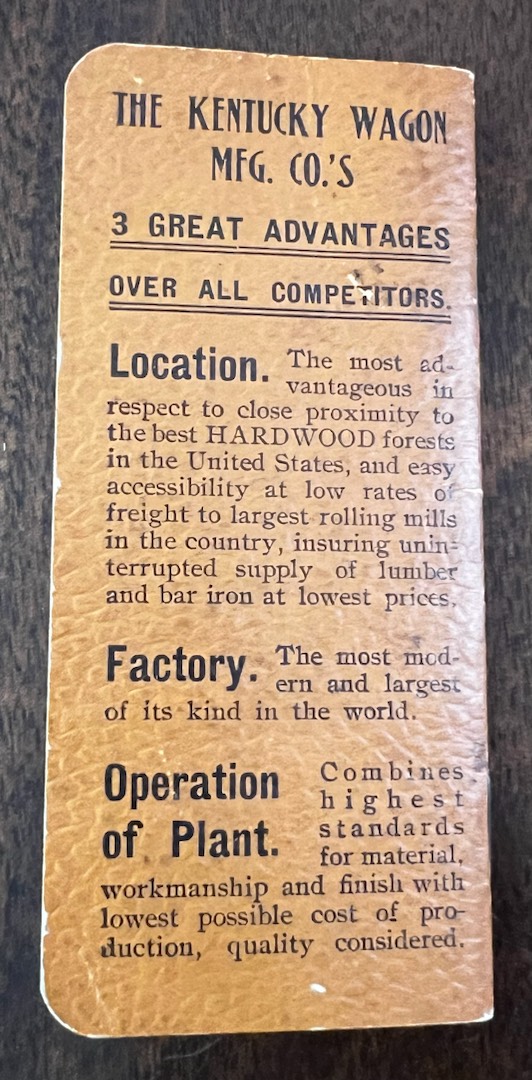 THE KENTUCKY WAGON
MFG. CO.'S
3 GREAT ADVANTAGES
OVER ALL COMPETITORS.
Location. The most ad-
vantageous in
respect to close proximity to
the best HARDWOOD forests
in the United States, and easy
accessibility at low rates of
freight to largest rolling mills
in the country, insuring unin-
terrupted supply of lumber
and bar iron at lowest prices.
Factory. The most mod-
ern and largest
of its kind in the world.
Operation
of Plant.
Combines
highest
standards
for material,
workmanship and finish with
lowest possible cost of pro-
duction, quality considered.